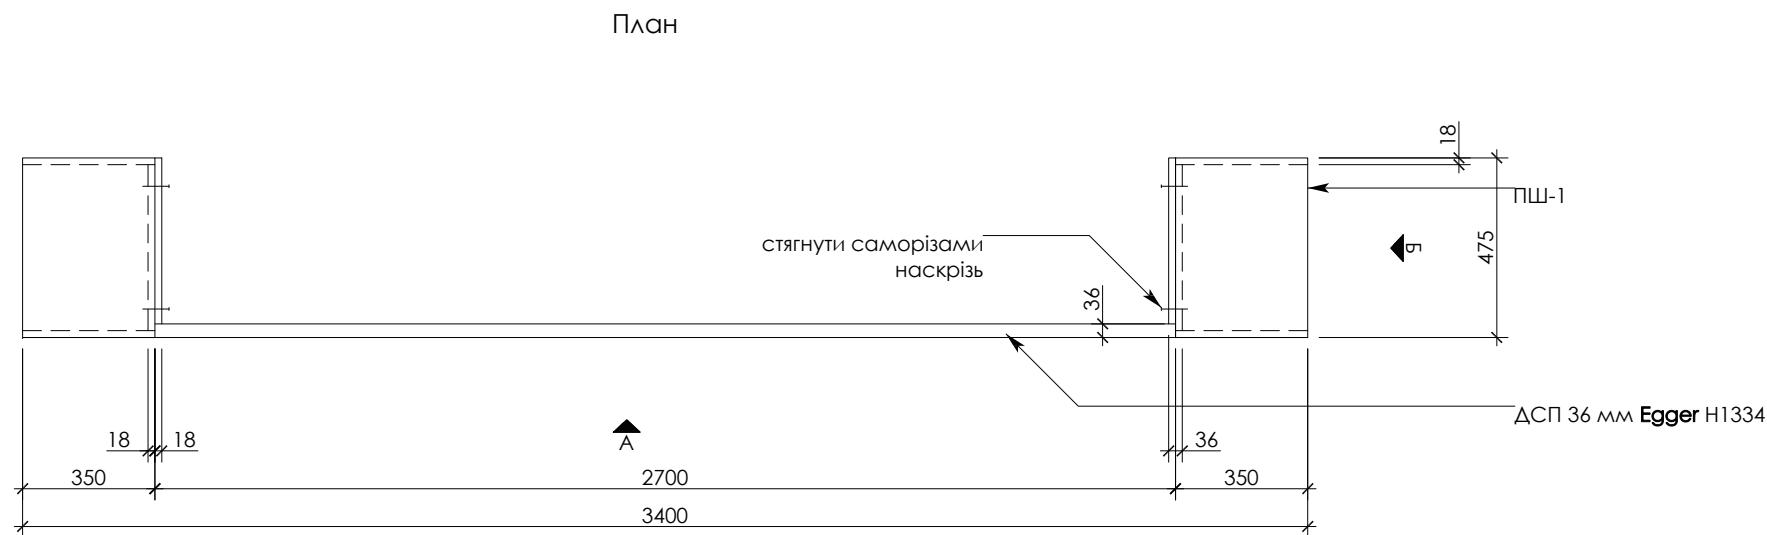 План
18
ПШ-1
475
Б
стягнути саморізами
наскрізь
36
ДСП 36 мм Egger H1334
18
18
А
36
350
2700
350
3400